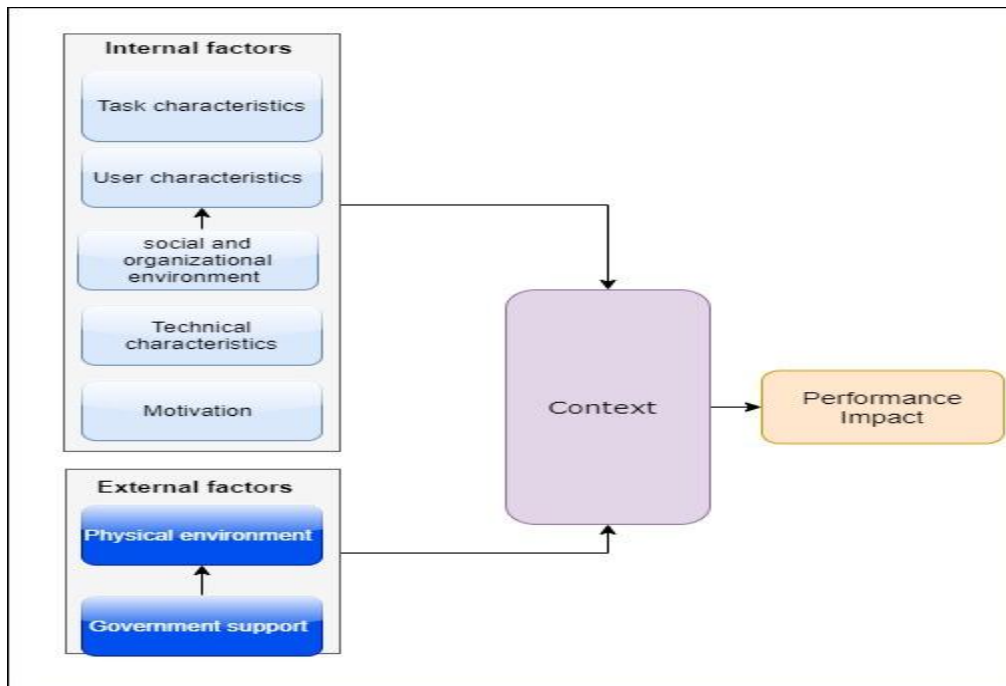 Internal factors
Task characteristics
User characteristics
social and
organizational
environment
Technical
characteristics
Motivation
External factors
Physical environment
Government support
Context
Performance
Impact